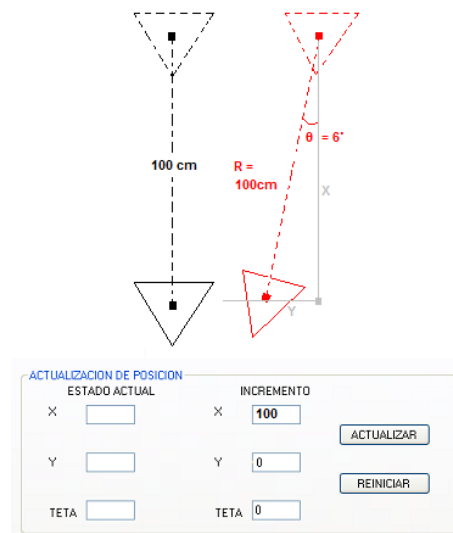 100 cm
R =
100cm
θ = 6°
X
Y
ACTUALIZACION DE POSICION
ESTADO ACTUAL INCREMENTO
X X 100
ACTUALIZAR
Y Y 0
REINICIAR
TETA TETA 0